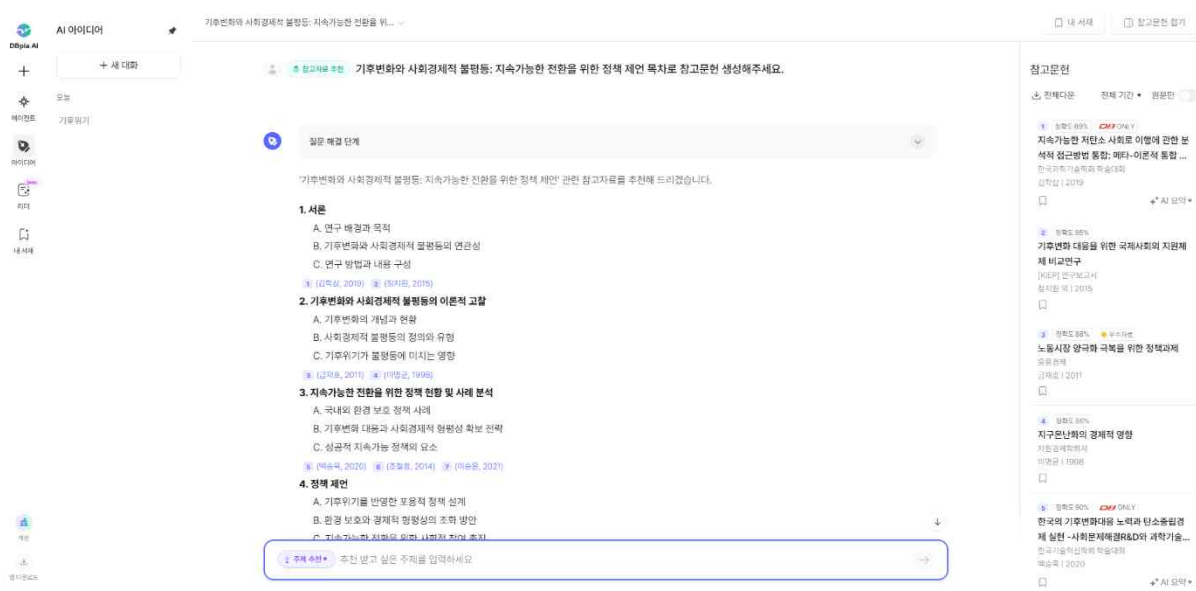 DBpia AI
에이전트
아이디어
beta
리더
내 서재
계정
앱 다운로드
AI 아이디어
+ 새 대화
오늘
기후위기
기후변화와 사회경제적 불평등: 지속가능한 전환을 위...
내 서재
참고문헌 접기
참고자료 추천 기후변화와 사회경제적 불평등: 지속가능한 전환을 위한 정책 제언 목차로 참고문헌 생성해주세요.
질문 해결 단계
'기후변화와 사회경제적 불평등: 지속가능한 전환을 위한 정책 제언' 관련 참고자료를 추천해 드리겠습니다.
1. 서론
A. 연구 배경과 목적
B. 기후변화와 사회경제적 불평등의 연관성
C. 연구 방법과 내용 구성
1 (김학삼, 2019) 2 (정지원, 2015)
2. 기후변화와 사회경제적 불평등의 이론적 고찰
A. 기후변화의 개념과 현황
B. 사회경제적 불평등의 정의와 유형
C. 기후위기가 불평등에 미치는 영향
3 (김재호, 2011) 4 (이명균, 1998)
3. 지속가능한 전환을 위한 정책 현황 및 사례 분석
A. 국내외 환경 보호 정책 사례
B. 기후변화 대응과 사회경제적 형평성 확보 전략
C. 성공적 지속가능 정책의 요소
5 (백승욱, 2020) 6 2014) 7 (이승윤, 2021)
4. 정책 제언
A. 기후위기를 반영한 포용적 정책 설계
B. 환경 보호와 경제적 형평성의 조화 방안
C. 지속가능한 전환을 위한 사회적 참여 촉진
주제 추천 추천 받고 싶은 주제를 입력하세요
참고문헌
전체다운 전체 기간 원문만
1 정확도 89% ONLY
지속가능한 저탄소 사회로 이행에 관한 분
석적 접근방법 통합: 메타-이론적 통합 ...
한국과학기술학회 학술대회
김학삼 | 2019
AI 요약
2 정확도 85%
기후변화 대응을 위한 국제사회의 지원체
제 비교연구
[KIEP] 연구보고서
정지원 외 | 2015
3 정확도 88% 우수자료
노동시장 양극화 극복을 위한 정책과제
응용경제
김재호 | 2011
4 정확도 86%
지구온난화의 경제적 영향
자원경제학회지
이명균 | 1998
5 정확도 90% ONLY
한국의 기후변화대응 노력과 탄소중립경
제 실현 -사회문제해결R&D와 과학기술...
한국기술혁신학회 학술대회
백승욱 | 2020
AI 요약